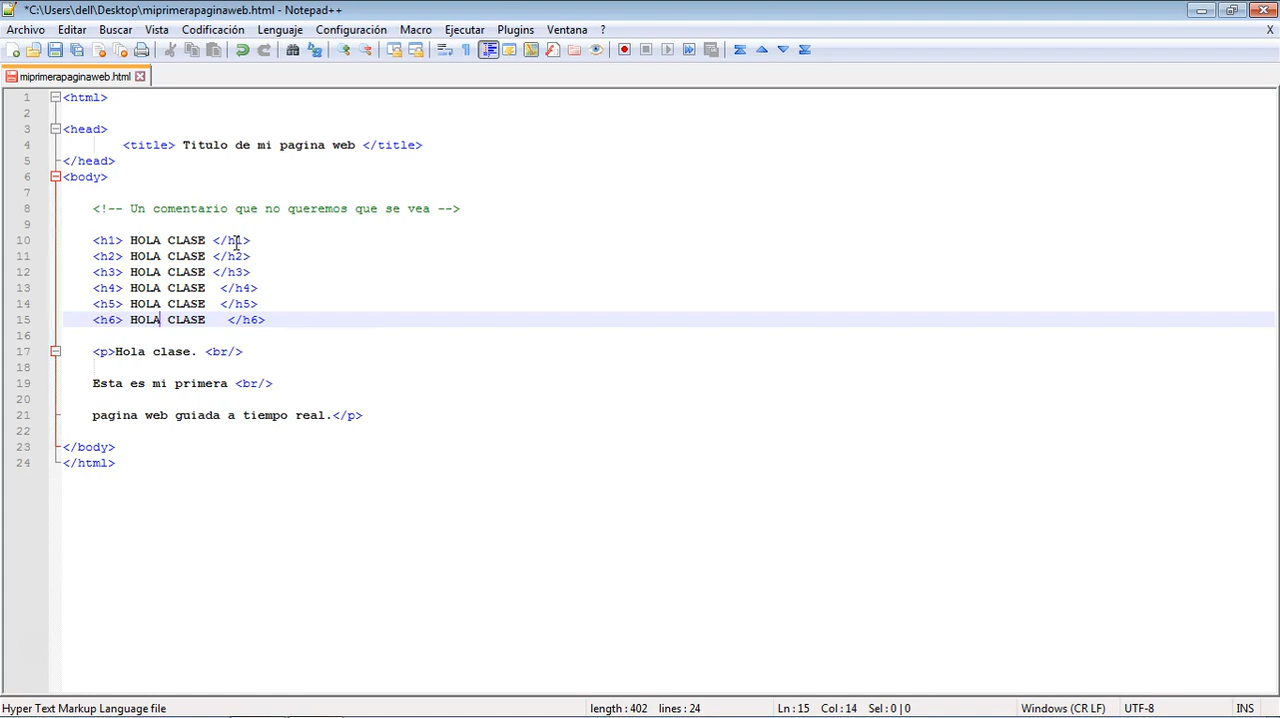 *C:\Users\dell\Desktop\miprimerapaginaweb.html - Notepad++
Archivo Editar Buscar Vista Codificación Lenguaje Configuración Macro Ejecutar Plugins Ventana ? X
miprimerapaginaweb.html
1 <html>
2
3 <head>
4 <title> Titulo de mi pagina web </title>
5 </head>
6 <body>
7
8 <!-- Un comentario que no queremos que se vea -->
9
10 <h1> HOLA CLASE </h1>
11 <h2> HOLA CLASE </h2>
12 <h3> HOLA CLASE </h3>
13 <h4> HOLA CLASE </h4>
14 <h5> HOLA CLASE </h5>
15 <h6> HOLA CLASE </h6>
16
17 <p>Hola clase. <br/>
18
19 Esta es mi primera <br/>
20
21 pagina web guiada a tiempo real.</p>
22
23 </body>
24 </html>
Hyper Text Markup Language file length : 402 lines : 24 Ln : 15 Col : 14 Sel : 0 | 0 Windows (CR LF) UTF-8 INS